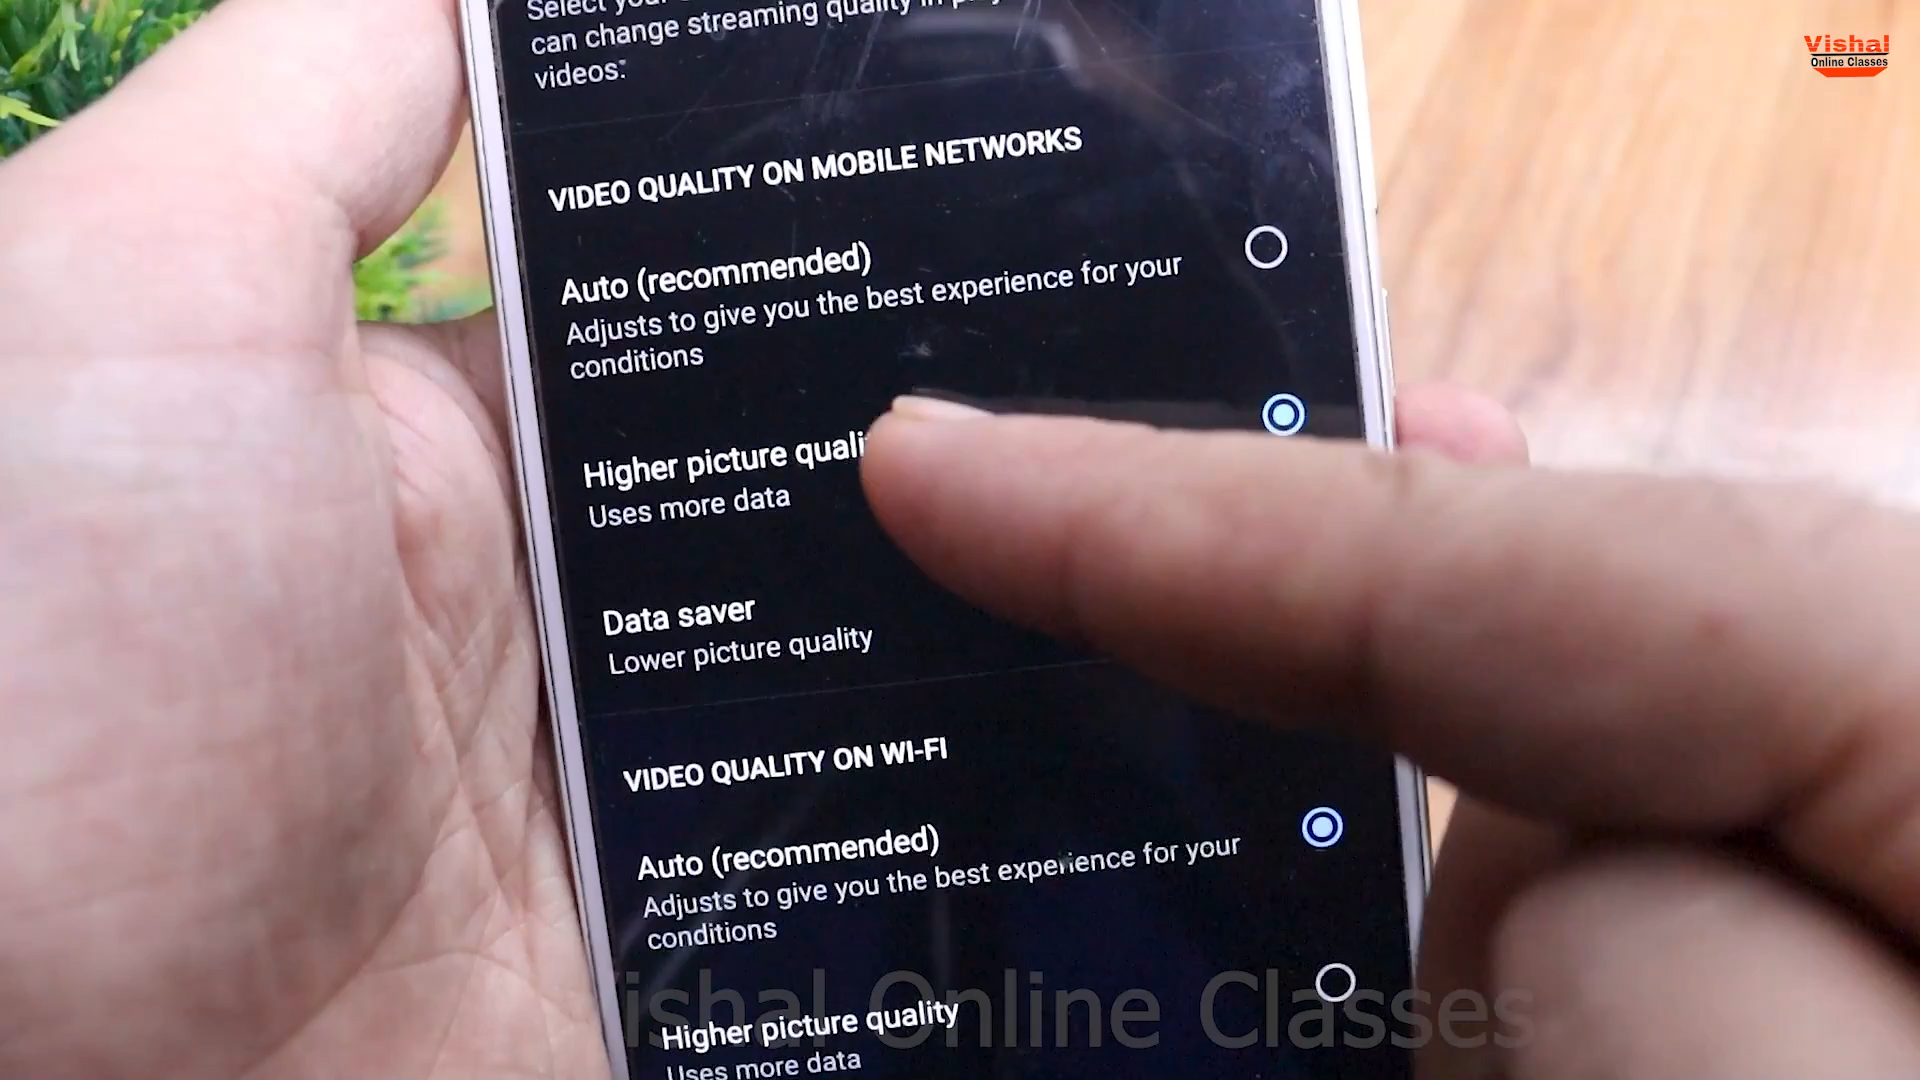 Vishal
Online Classes
Select your
can change streaming quality in
videos.
VIDEO QUALITY ON MOBILE NETWORKS
Auto (recommended)
Adjusts to give you the best experience for your
conditions
Higher picture quali
Uses more data
Data saver
Lower picture quality
VIDEO QUALITY ON WI-FI
Auto (recommended)
Adjusts to give you the best experience for your
conditions
Higher picture quality
Uses more data
ishal Online Classes